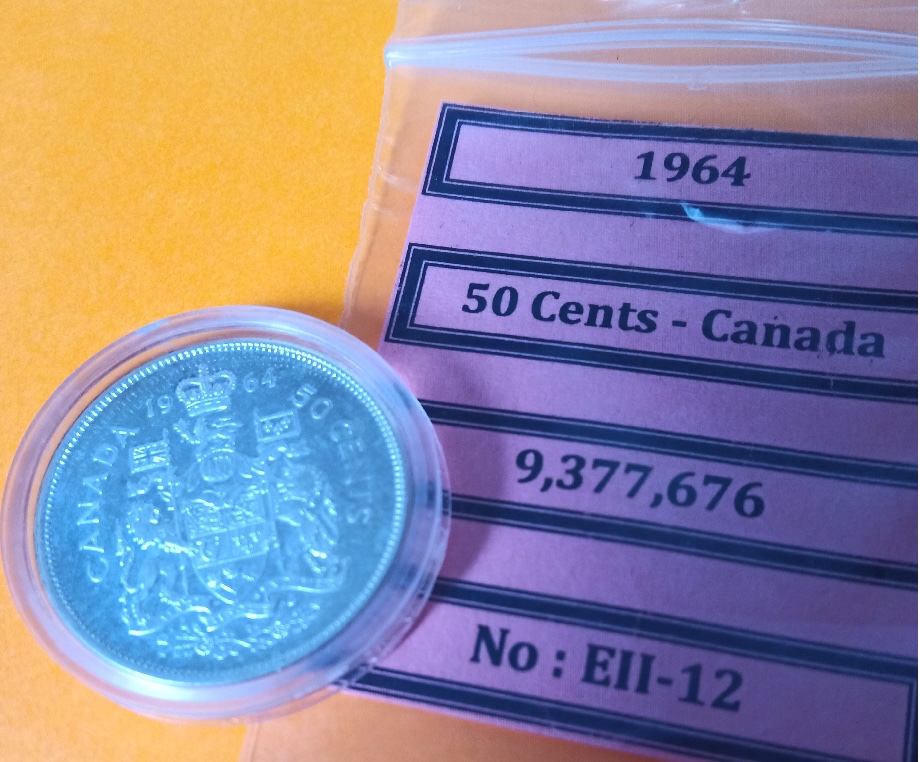 1964
50 Cents - Canada
9,377,676
No : EII-12
CANADA 1964 50 CENTS